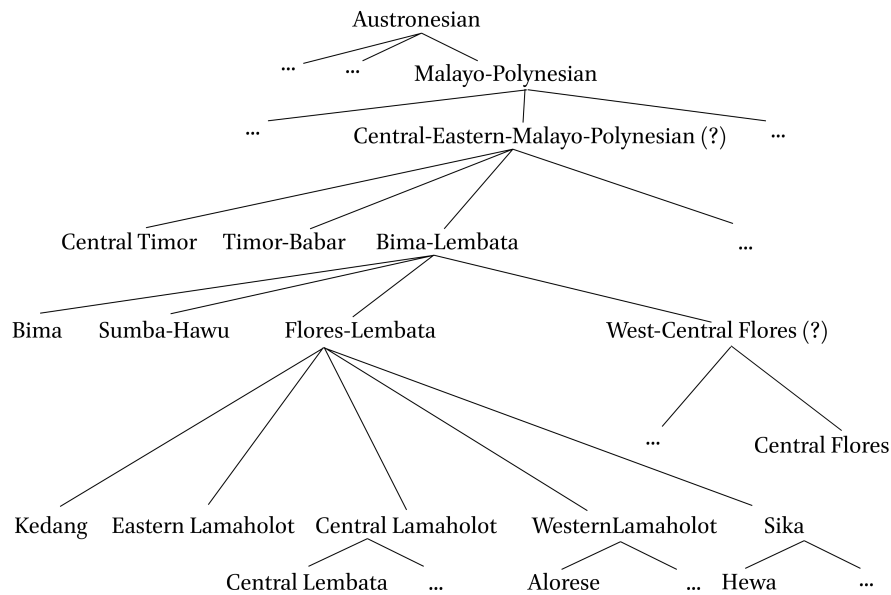 Austronesian
... ... Malayo-Polynesian
... Central-Eastern-Malayo-Polynesian (?) ...
Central Timor Timor-Babar Bima-Lembata ...
Bima Sumba-Hawu Flores-Lembata West-Central Flores (?)
... Central Flores
Kedang Eastern Lamaholot Central Lamaholot WesternLamaholot Sika
Central Lembata ... Alorese ... Hewa ...